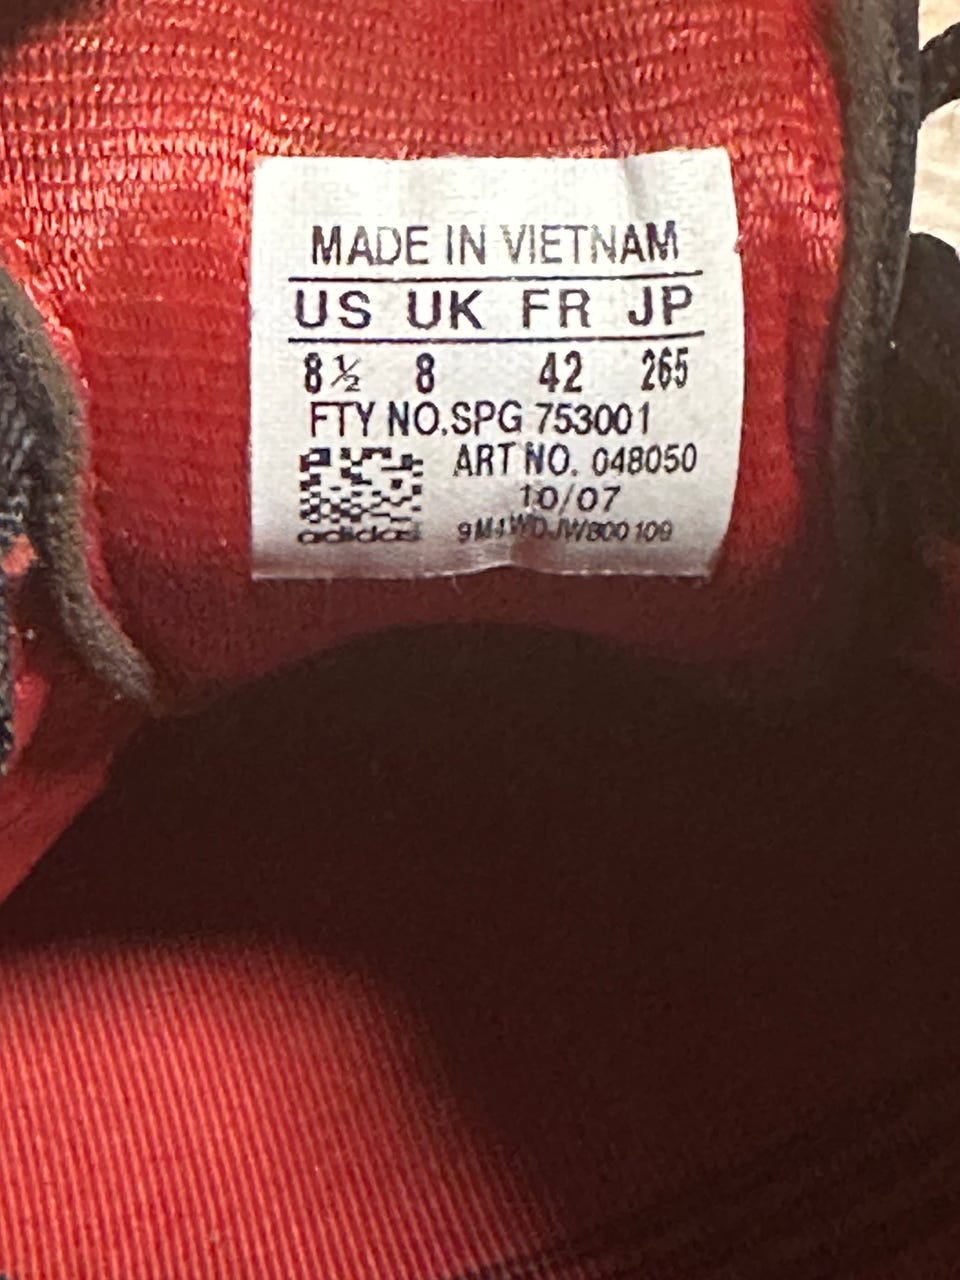 MADE IN VIETNAM
US UK FR JP
8½ 8 42 265
FTY NO.SPG 753001
ART NO. 048050
10/07
adidas